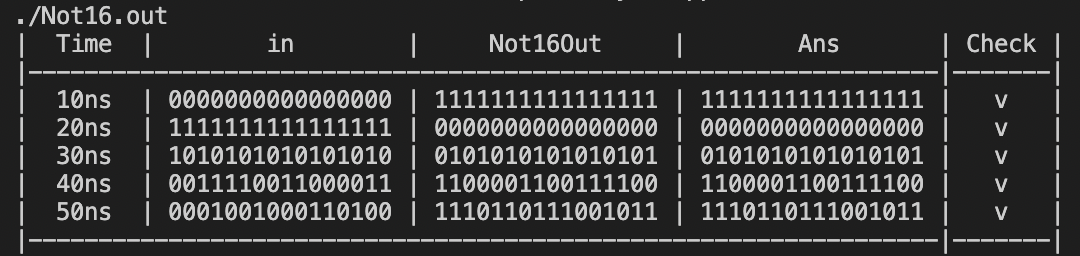 ./Not16.out
| Time | in | Not16Out | Ans | Check |
|-----------------------------------------------------------------|-------|
| 10ns | 0000000000000000 | 1111111111111111 | 1111111111111111 | v |
| 20ns | 1111111111111111 | 0000000000000000 | 0000000000000000 | v |
| 30ns | 1010101010101010 | 0101010101010101 | 0101010101010101 | v |
| 40ns | 0011110011000011 | 1100001100111100 | 1100001100111100 | v |
| 50ns | 0001001000110100 | 1110110111001011 | 1110110111001011 | v |
|-----------------------------------------------------------------|-------|